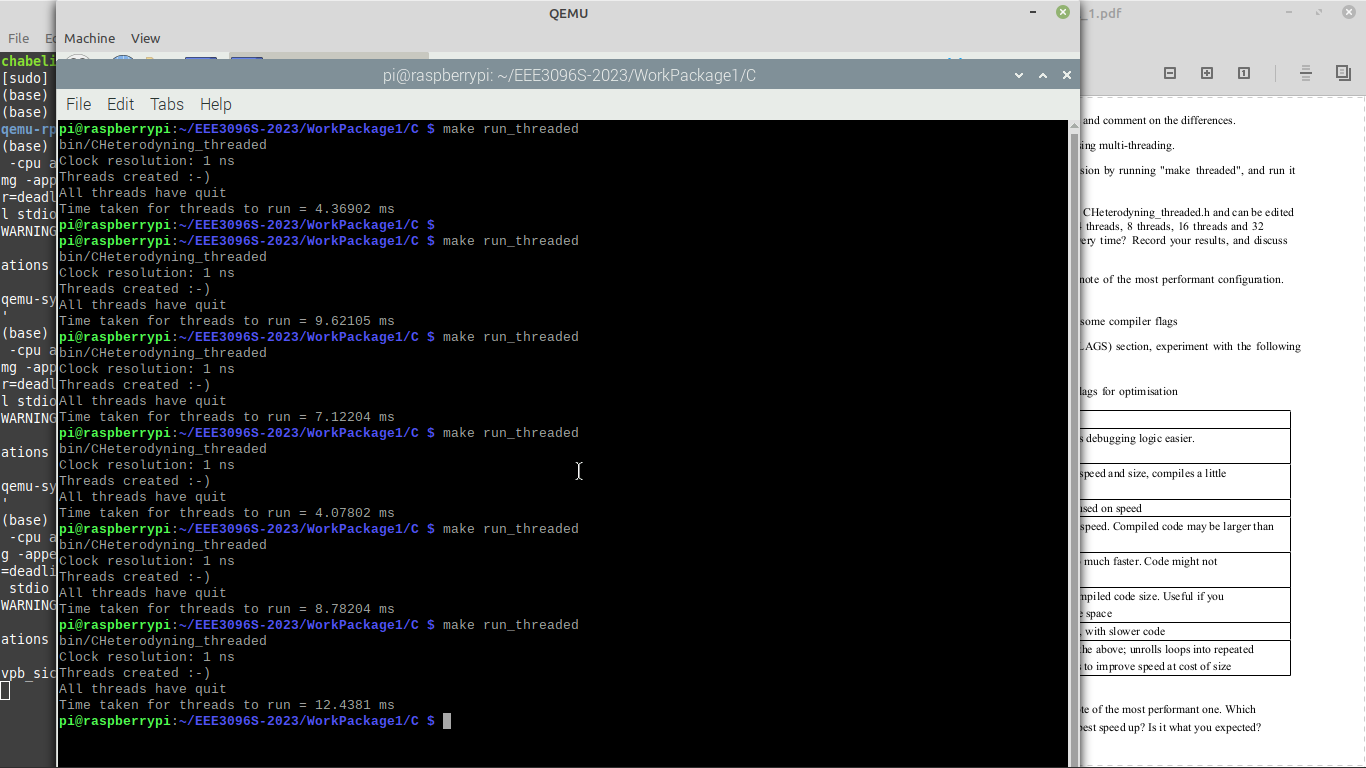 QEMU
Machine View
pi@raspberrypi: ~/EEE3096S-2023/WorkPackage1/C
File Edit Tabs Help
pi@raspberrypi:~/EEE3096S-2023/WorkPackage1/C $ make run_threaded
bin/CHeterodyning_threaded
Clock resolution: 1 ns
Threads created :-)
All threads have quit
Time taken for threads to run = 4.36902 ms
pi@raspberrypi:~/EEE3096S-2023/WorkPackage1/C $
pi@raspberrypi:~/EEE3096S-2023/WorkPackage1/C $ make run_threaded
bin/CHeterodyning_threaded
Clock resolution: 1 ns
Threads created :-)
All threads have quit
Time taken for threads to run = 9.62105 ms
pi@raspberrypi:~/EEE3096S-2023/WorkPackage1/C $ make run_threaded
bin/CHeterodyning_threaded
Clock resolution: 1 ns
Threads created :-)
All threads have quit
Time taken for threads to run = 7.12204 ms
pi@raspberrypi:~/EEE3096S-2023/WorkPackage1/C $ make run_threaded
bin/CHeterodyning_threaded
Clock resolution: 1 ns
Threads created :-)
All threads have quit
Time taken for threads to run = 4.07802 ms
pi@raspberrypi:~/EEE3096S-2023/WorkPackage1/C $ make run_threaded
bin/CHeterodyning_threaded
Clock resolution: 1 ns
Threads created :-)
All threads have quit
Time taken for threads to run = 8.78204 ms
pi@raspberrypi:~/EEE3096S-2023/WorkPackage1/C $ make run_threaded
bin/CHeterodyning_threaded
Clock resolution: 1 ns
Threads created :-)
All threads have quit
Time taken for threads to run = 12.4381 ms
pi@raspberrypi:~/EEE3096S-2023/WorkPackage1/C $
File Ed
chabeli
[sudo]
(base)
(base)
qemu-rp
(base)
-cpu a
mg -app
r=deadl
l stdio
WARNING
ations
qemu-sy
'
(base)
-cpu a
mg -app
r=deadl
l stdio
WARNING
ations
qemu-sy
'
(base)
-cpu a
g -appe
=deadli
stdio
WARNING
ations
vpb_sic
_1.pdf
and comment on the differences.
ing multi-threading.
sion by running "make threaded", and run it
CHeterodyning_threaded.h and can be edited
threads, 8 threads, 16 threads and 32
ery time? Record your results, and discuss
note of the most performant configuration.
some compiler flags
LAGS) section, experiment with the following
lags for optimisation
s debugging logic easier.
speed and size, compiles a little
used on speed
speed. Compiled code may be larger than
much faster. Code might not
mpiled code size. Useful if you
e space
, with slower code
the above; unrolls loops into repeated
s to improve speed at cost of size
te of the most performant one. Which
best speed up? Is it what you expected?